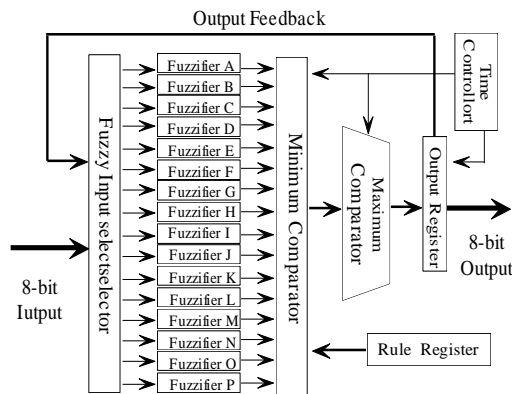 Output Feedback
Fuzzy Input selectselector
Fuzzifier A
Fuzzifier B
Fuzzifier C
Fuzzifier D
Fuzzifier E
Fuzzifier F
Fuzzifier G
Fuzzifier H
Fuzzifier I
Fuzzifier J
Fuzzifier K
Fuzzifier L
Fuzzifier M
Fuzzifier N
Fuzzifier O
Fuzzifier P
Minimum Comparator
Maximum
Comparator
Output Register
Time
Controllort
8-bit
Iutput
8-bit
Output
Rule Register